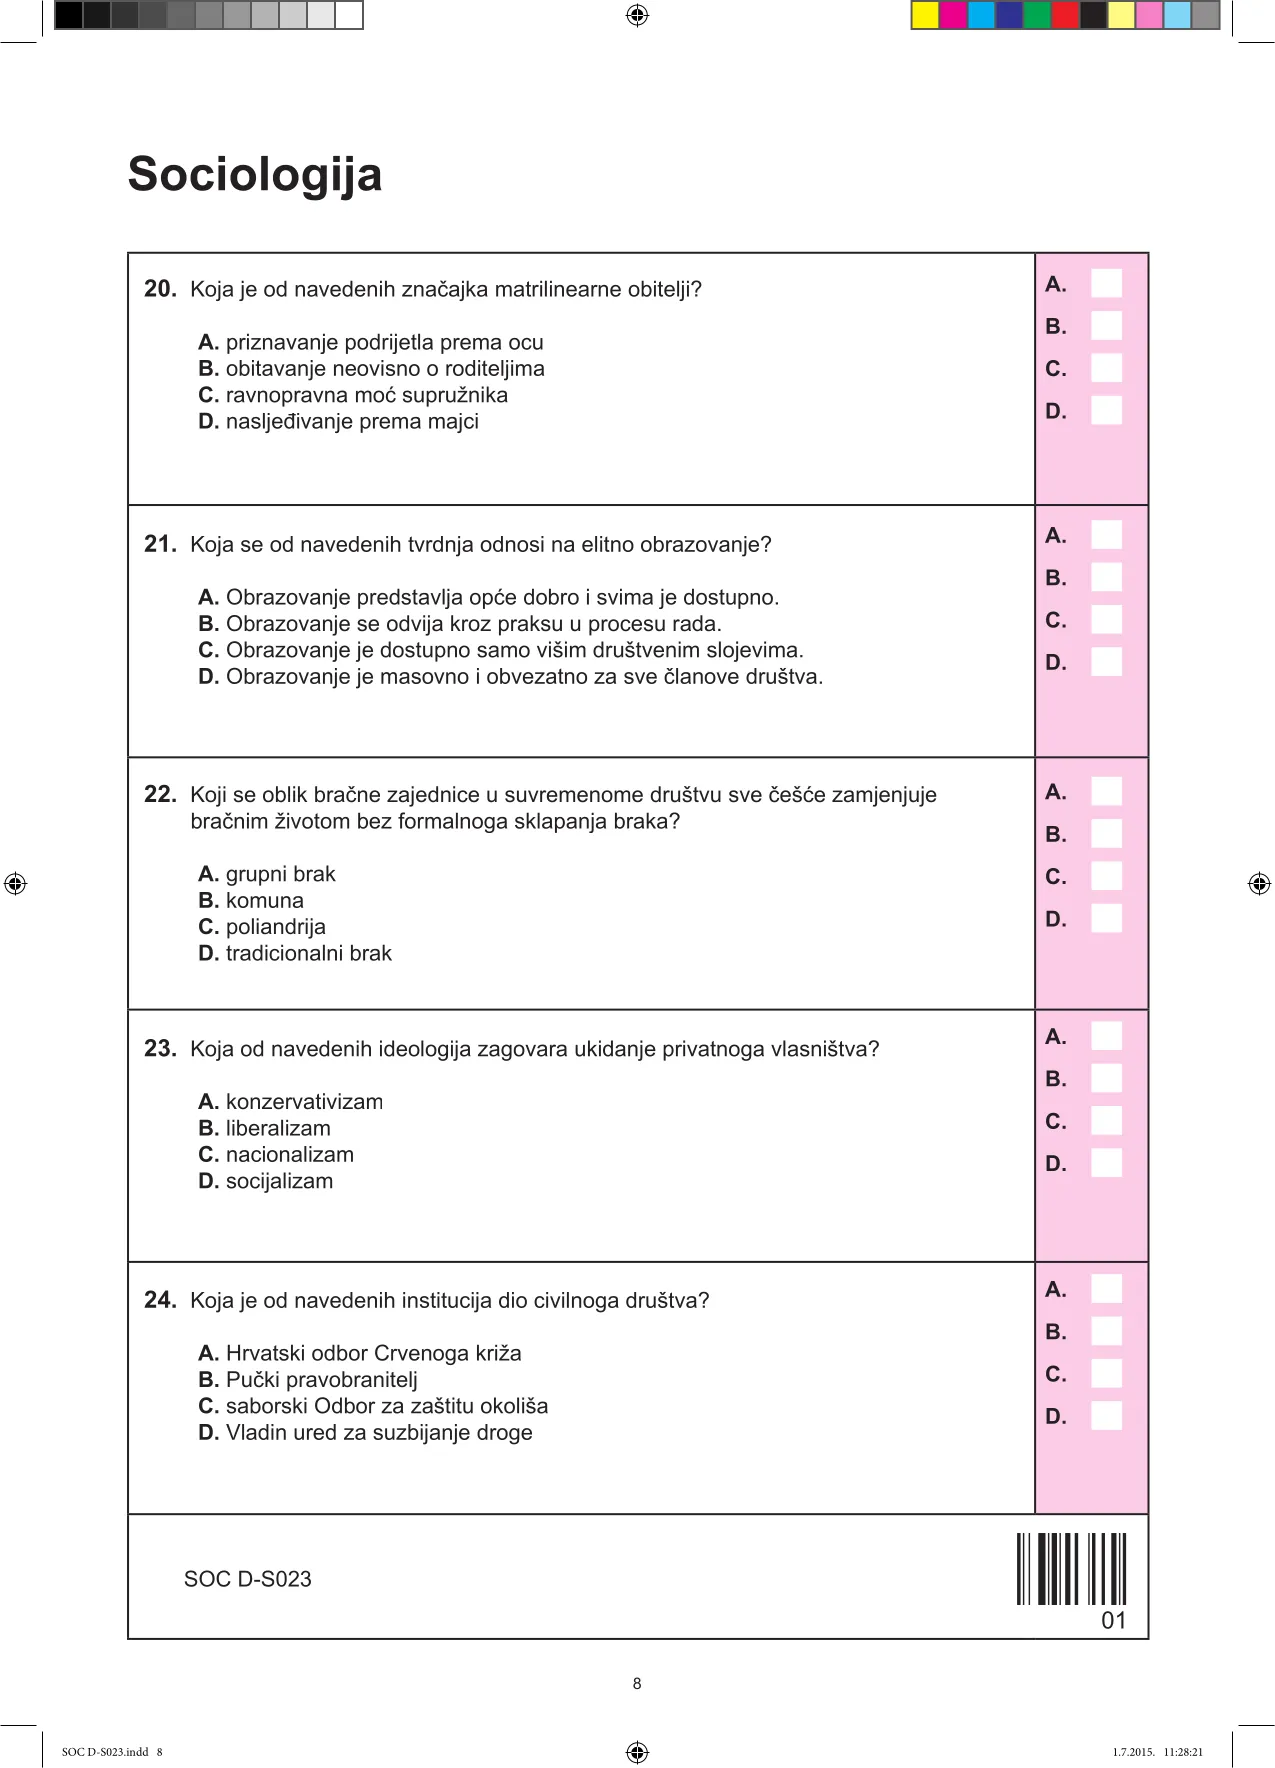 Sociologija
20. Koja je od navedenih značajka matrilinearne obitelji?
A. priznavanje podrijetla prema ocu
B. obitavanje neovisno o roditeljima
C. ravnopravna moć supružnika
D. nasljeđivanje prema majci
A.
B.
C.
D.
21. Koja se od navedenih tvrdnja odnosi na elitno obrazovanje?
A. Obrazovanje predstavlja opće dobro i svima je dostupno.
B. Obrazovanje se odvija kroz praksu u procesu rada.
C. Obrazovanje je dostupno samo višim društvenim slojevima.
D. Obrazovanje je masovno i obvezatno za sve članove društva.
A.
B.
C.
D.
22. Koji se oblik bračne zajednice u suvremenome društvu sve češće zamjenjuje
bračnim životom bez formalnoga sklapanja braka?
A. grupni brak
B. komuna
C. poliandrija
D. tradicionalni brak
A.
B.
C.
D.
23. Koja od navedenih ideologija zagovara ukidanje privatnoga vlasništva?
A. konzervativizam
B. liberalizam
C. nacionalizam
D. socijalizam
A.
B.
C.
D.
24. Koja je od navedenih institucija dio civilnoga društva?
A. Hrvatski odbor Crvenoga križa
B. Pučki pravobranitelj
C. saborski Odbor za zaštitu okoliša
D. Vladin ured za suzbijanje droge
A.
B.
C.
D.
SOC D-S023
01
8
SOC D-S023.indd 8
1.7.2015. 11:28:21